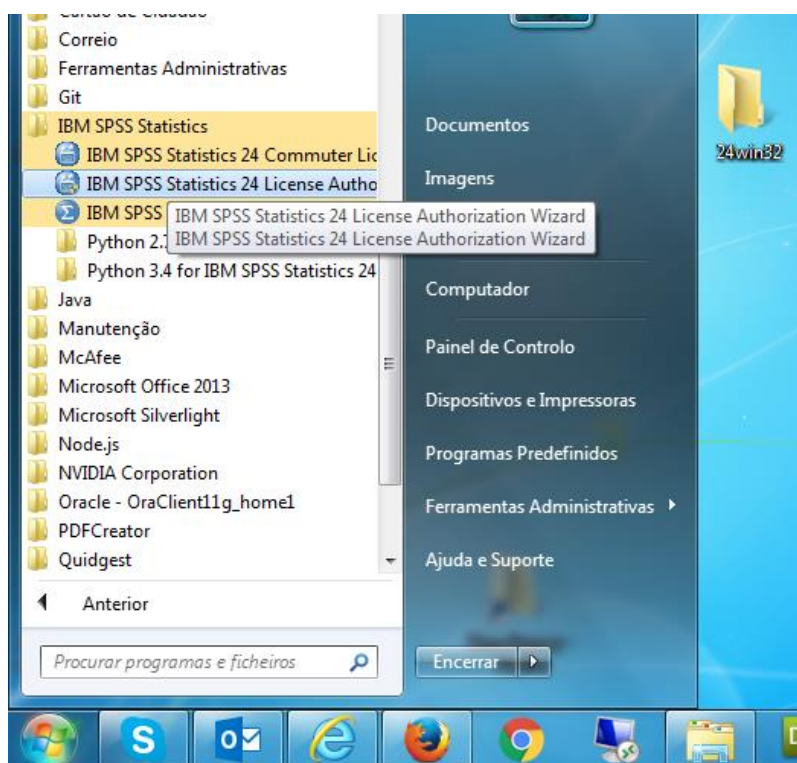 Cartão de Cidadão
Correio
Ferramentas Administrativas
Git
IBM SPSS Statistics
IBM SPSS Statistics 24 Commuter Lic
IBM SPSS Statistics 24 License Autho
IBM SPSS
IBM SPSS Statistics 24 License Authorization Wizard
IBM SPSS Statistics 24 License Authorization Wizard
Python 2.7
Python 3.4 for IBM SPSS Statistics 24
Java
Manutenção
McAfee
Microsoft Office 2013
Microsoft Silverlight
Node.js
NVIDIA Corporation
Oracle - OraClient11g_home1
PDFCreator
Quidgest
Anterior
Procurar programas e ficheiros
Documentos
Imagens
Computador
Painel de Controlo
Dispositivos e Impressoras
Programas Predefinidos
Ferramentas Administrativas
Ajuda e Suporte
Encerrar
24win32